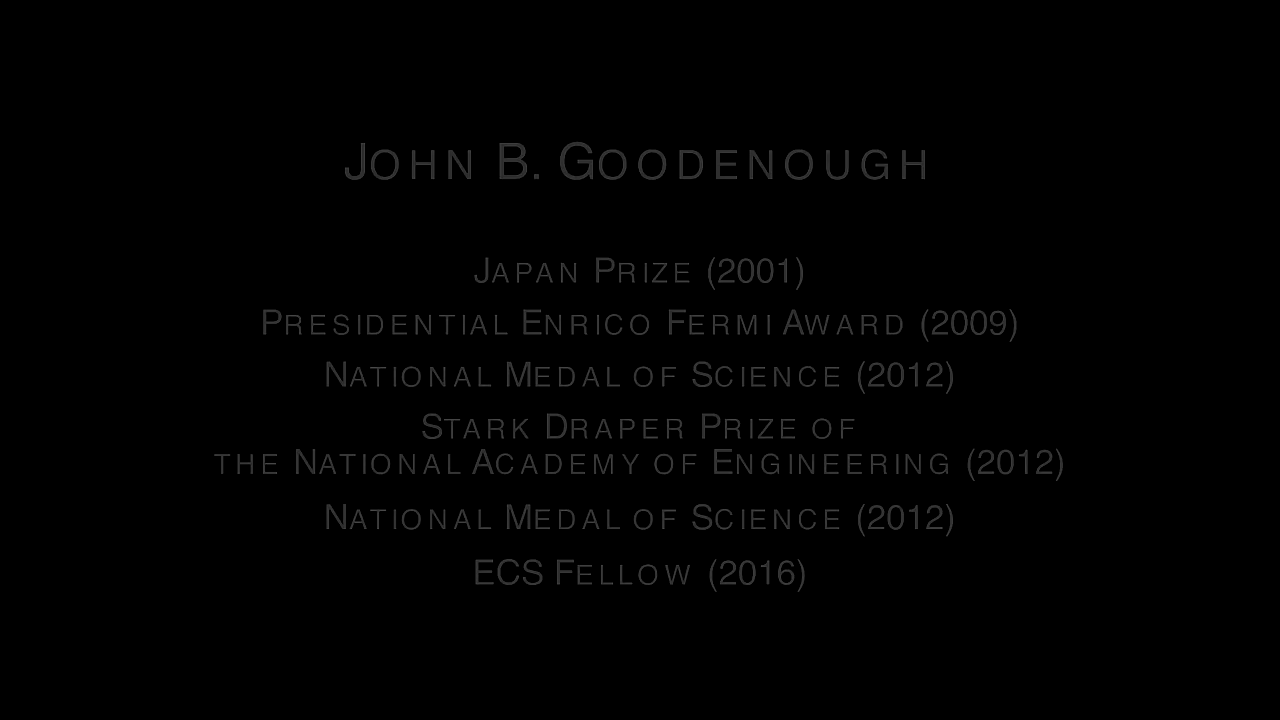 John B. Goodenough
Japan Prize (2001)
Presidential Enrico Fermi Award (2009)
National Medal of Science (2012)
Stark Draper Prize of
the National Academy of Engineering (2012)
National Medal of Science (2012)
ECS Fellow (2016)